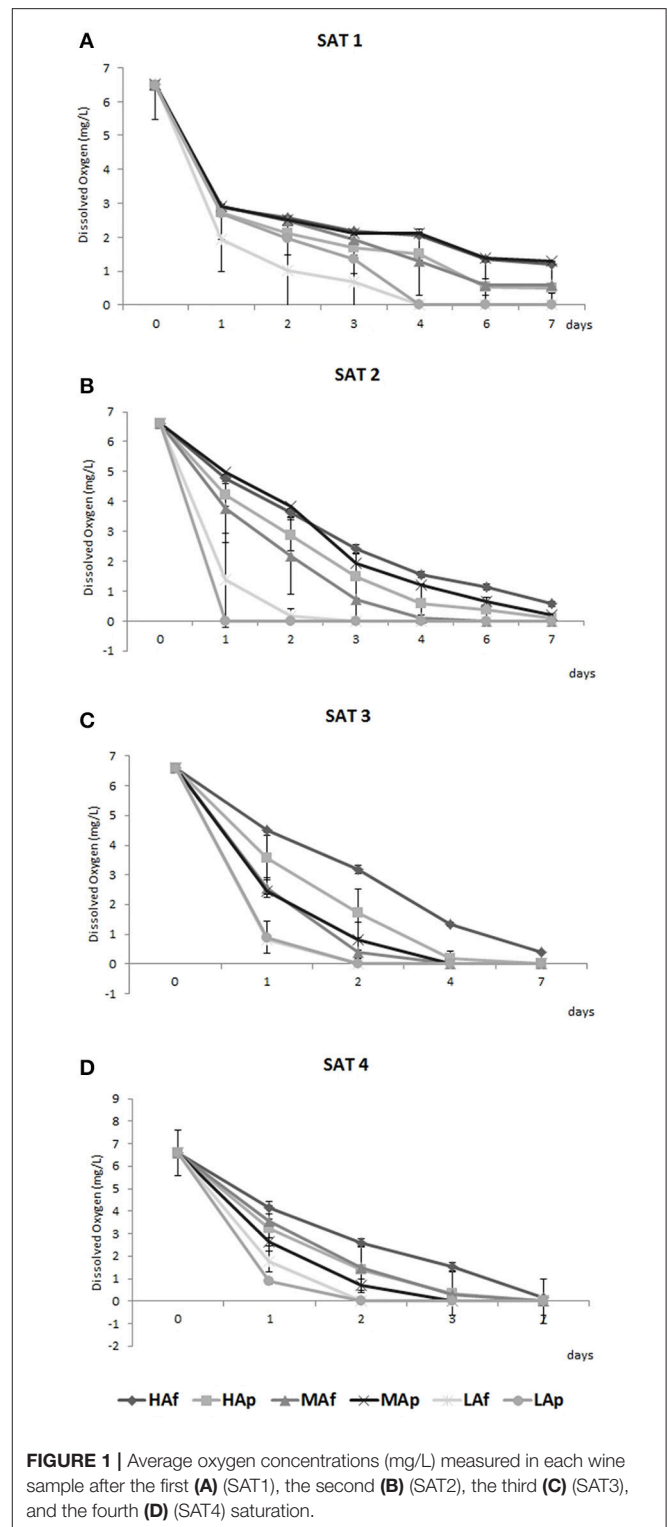 A
SAT 1
Dissolved Oxygen (mg/L)
7
6
5
4
3
2
1
0
0 1 2 3 4 6 7 days
B
SAT 2
Dissolved Oxygen (mg/L)
7
6
5
4
3
2
1
0
-1
0 1 2 3 4 6 7
days
C
SAT 3
Dissolved Oxygen (mg/L)
7
6
5
4
3
2
1
0
-1
0 1 2 4 7
days
D
SAT 4
Dissolved Oxygen (mg/L)
9
8
7
6
5
4
3
2
1
0
-1
-2
0 1 2 3 7
days
HAf HAp MAf MAp LAf LAp
FIGURE 1 | Average oxygen concentrations (mg/L) measured in each wine
sample after the first (A) (SAT1), the second (B) (SAT2), the third (C) (SAT3),
and the fourth (D) (SAT4) saturation.